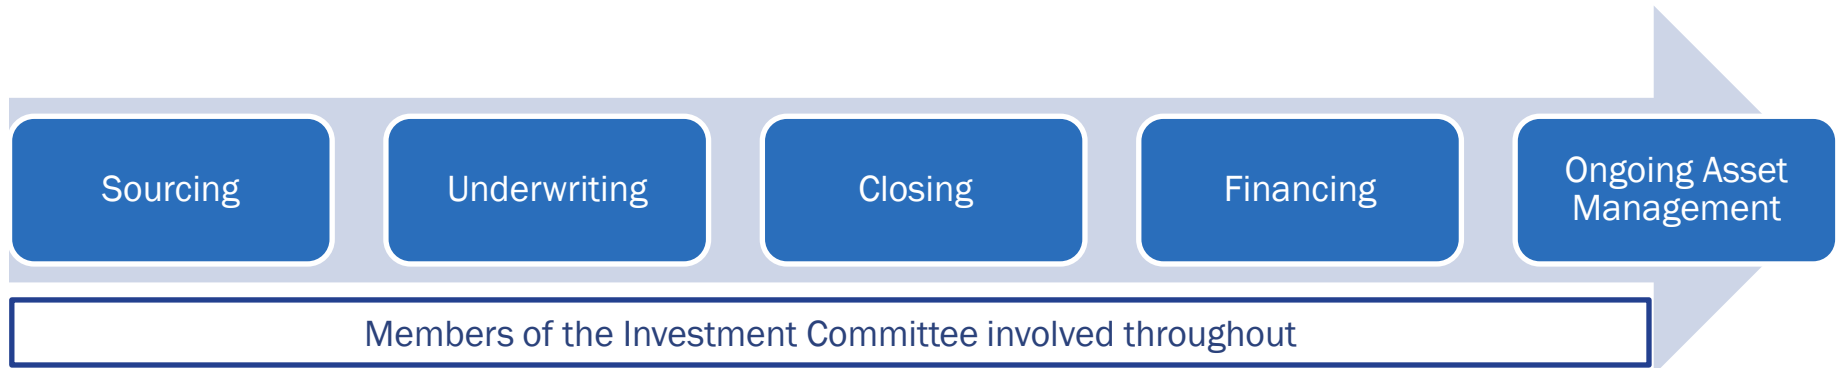 Sourcing
Underwriting
Closing
Financing
Ongoing Asset
Management
Members of the Investment Committee involved throughout